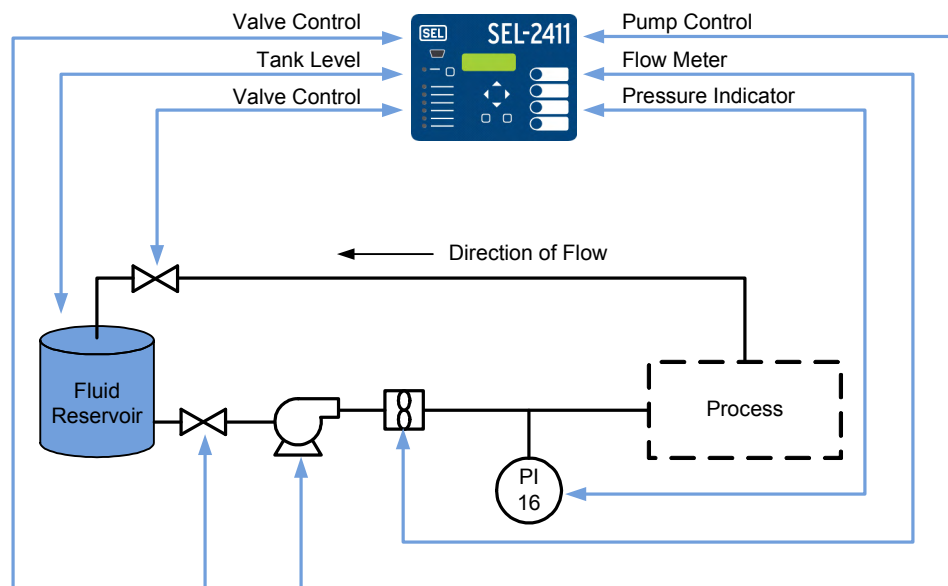 Valve Control
Tank Level
Valve Control
SEL
SEL-2411
Pump Control
Flow Meter
Pressure Indicator
Direction of Flow
Fluid
Reservoir
Process
PI
16